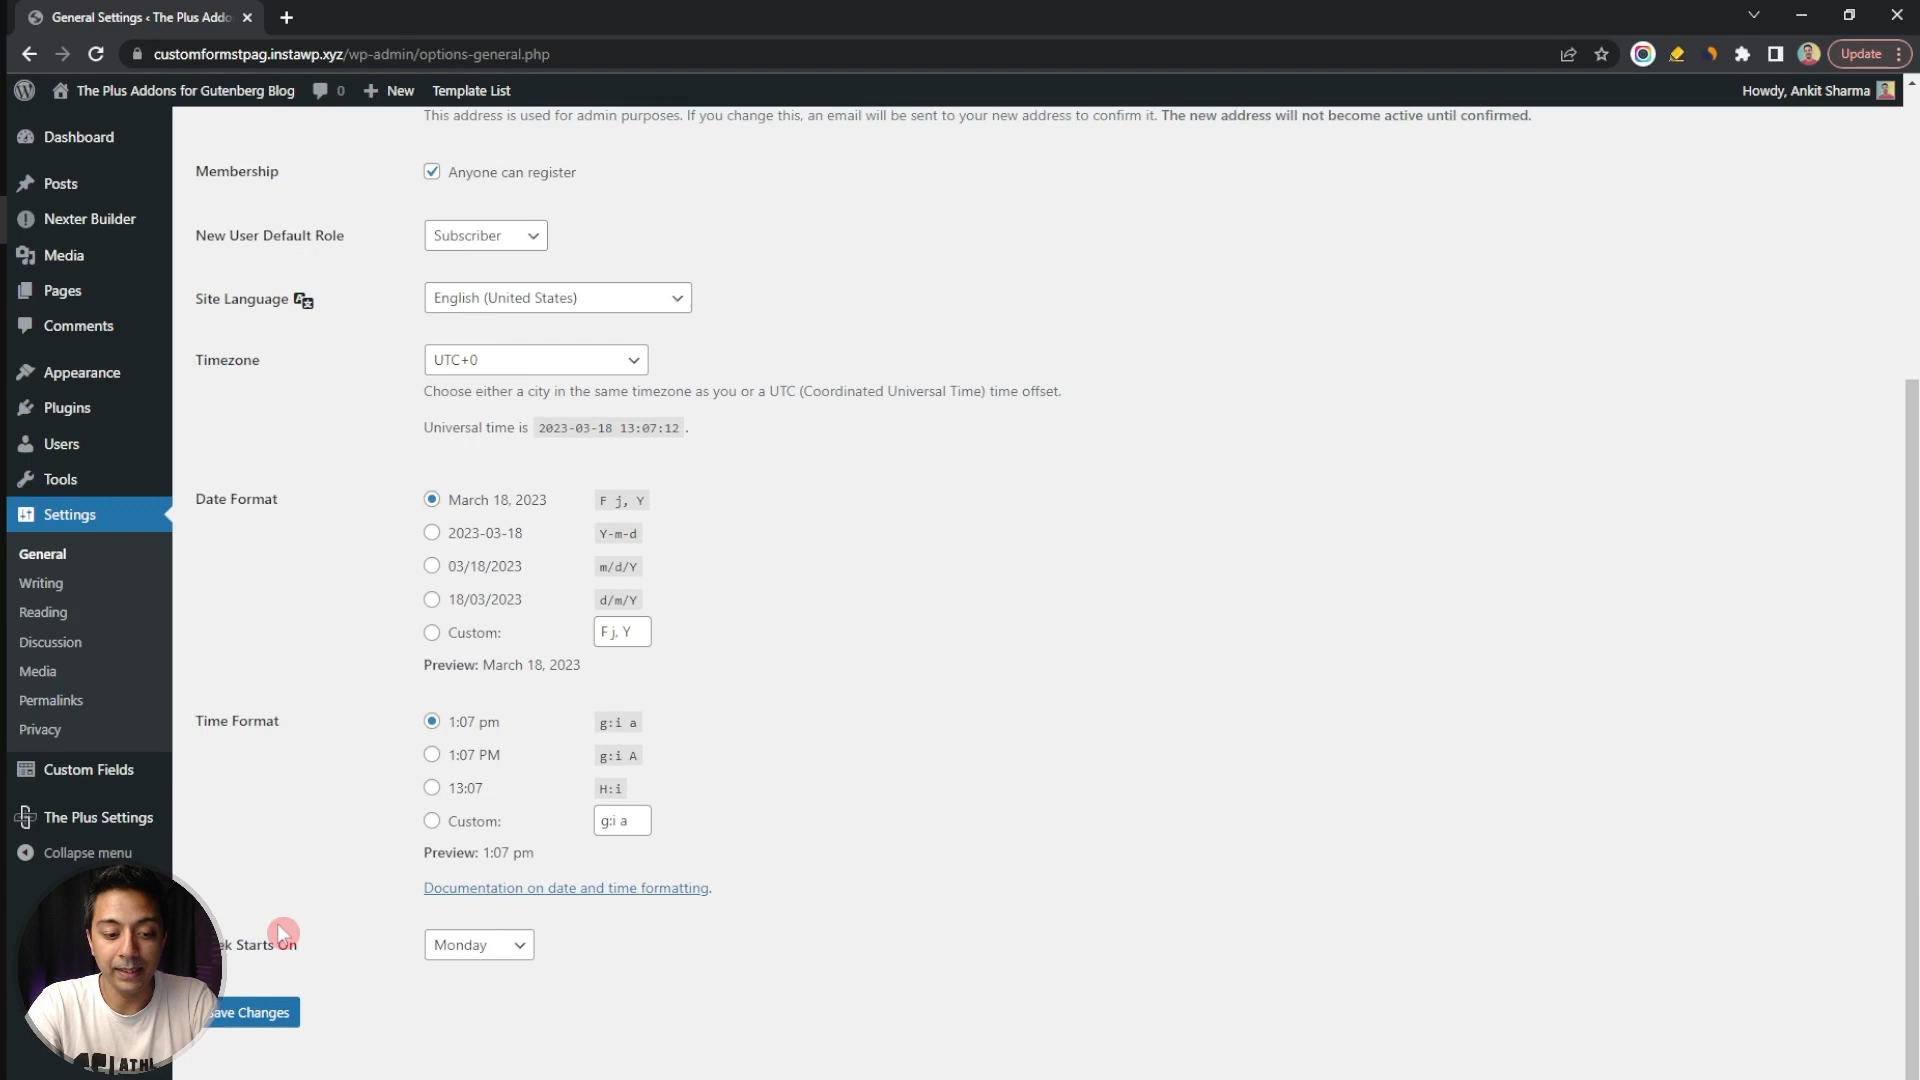 General Settings ‹ The Plus Addo
customformstpag.instawp.xyz/wp-admin/options-general.php
Update
The Plus Addons for Gutenberg Blog
0
New
Template List
Howdy, Ankit Sharma
Dashboard
Posts
Nexter Builder
Media
Pages
Comments
Appearance
Plugins
Users
Tools
Settings
General
Writing
Reading
Discussion
Media
Permalinks
Privacy
Custom Fields
The Plus Settings
Collapse menu
This address is used for admin purposes. If you change this, an email will be sent to your new address to confirm it. The new address will not become active until confirmed.
Membership
Anyone can register
New User Default Role
Subscriber
Site Language
English (United States)
Timezone
UTC+0
Choose either a city in the same timezone as you or a UTC (Coordinated Universal Time) time offset.
Universal time is 2023-03-18 13:07:12 .
Date Format
March 18, 2023 F j, Y
2023-03-18 Y-m-d
03/18/2023 m/d/Y
18/03/2023 d/m/Y
Custom: F j, Y
Preview: March 18, 2023
Time Format
1:07 pm g:i a
1:07 PM g:i A
13:07 H:i
Custom: g:i a
Preview: 1:07 pm
Documentation on date and time formatting.
ek Starts On
Monday
ave Changes